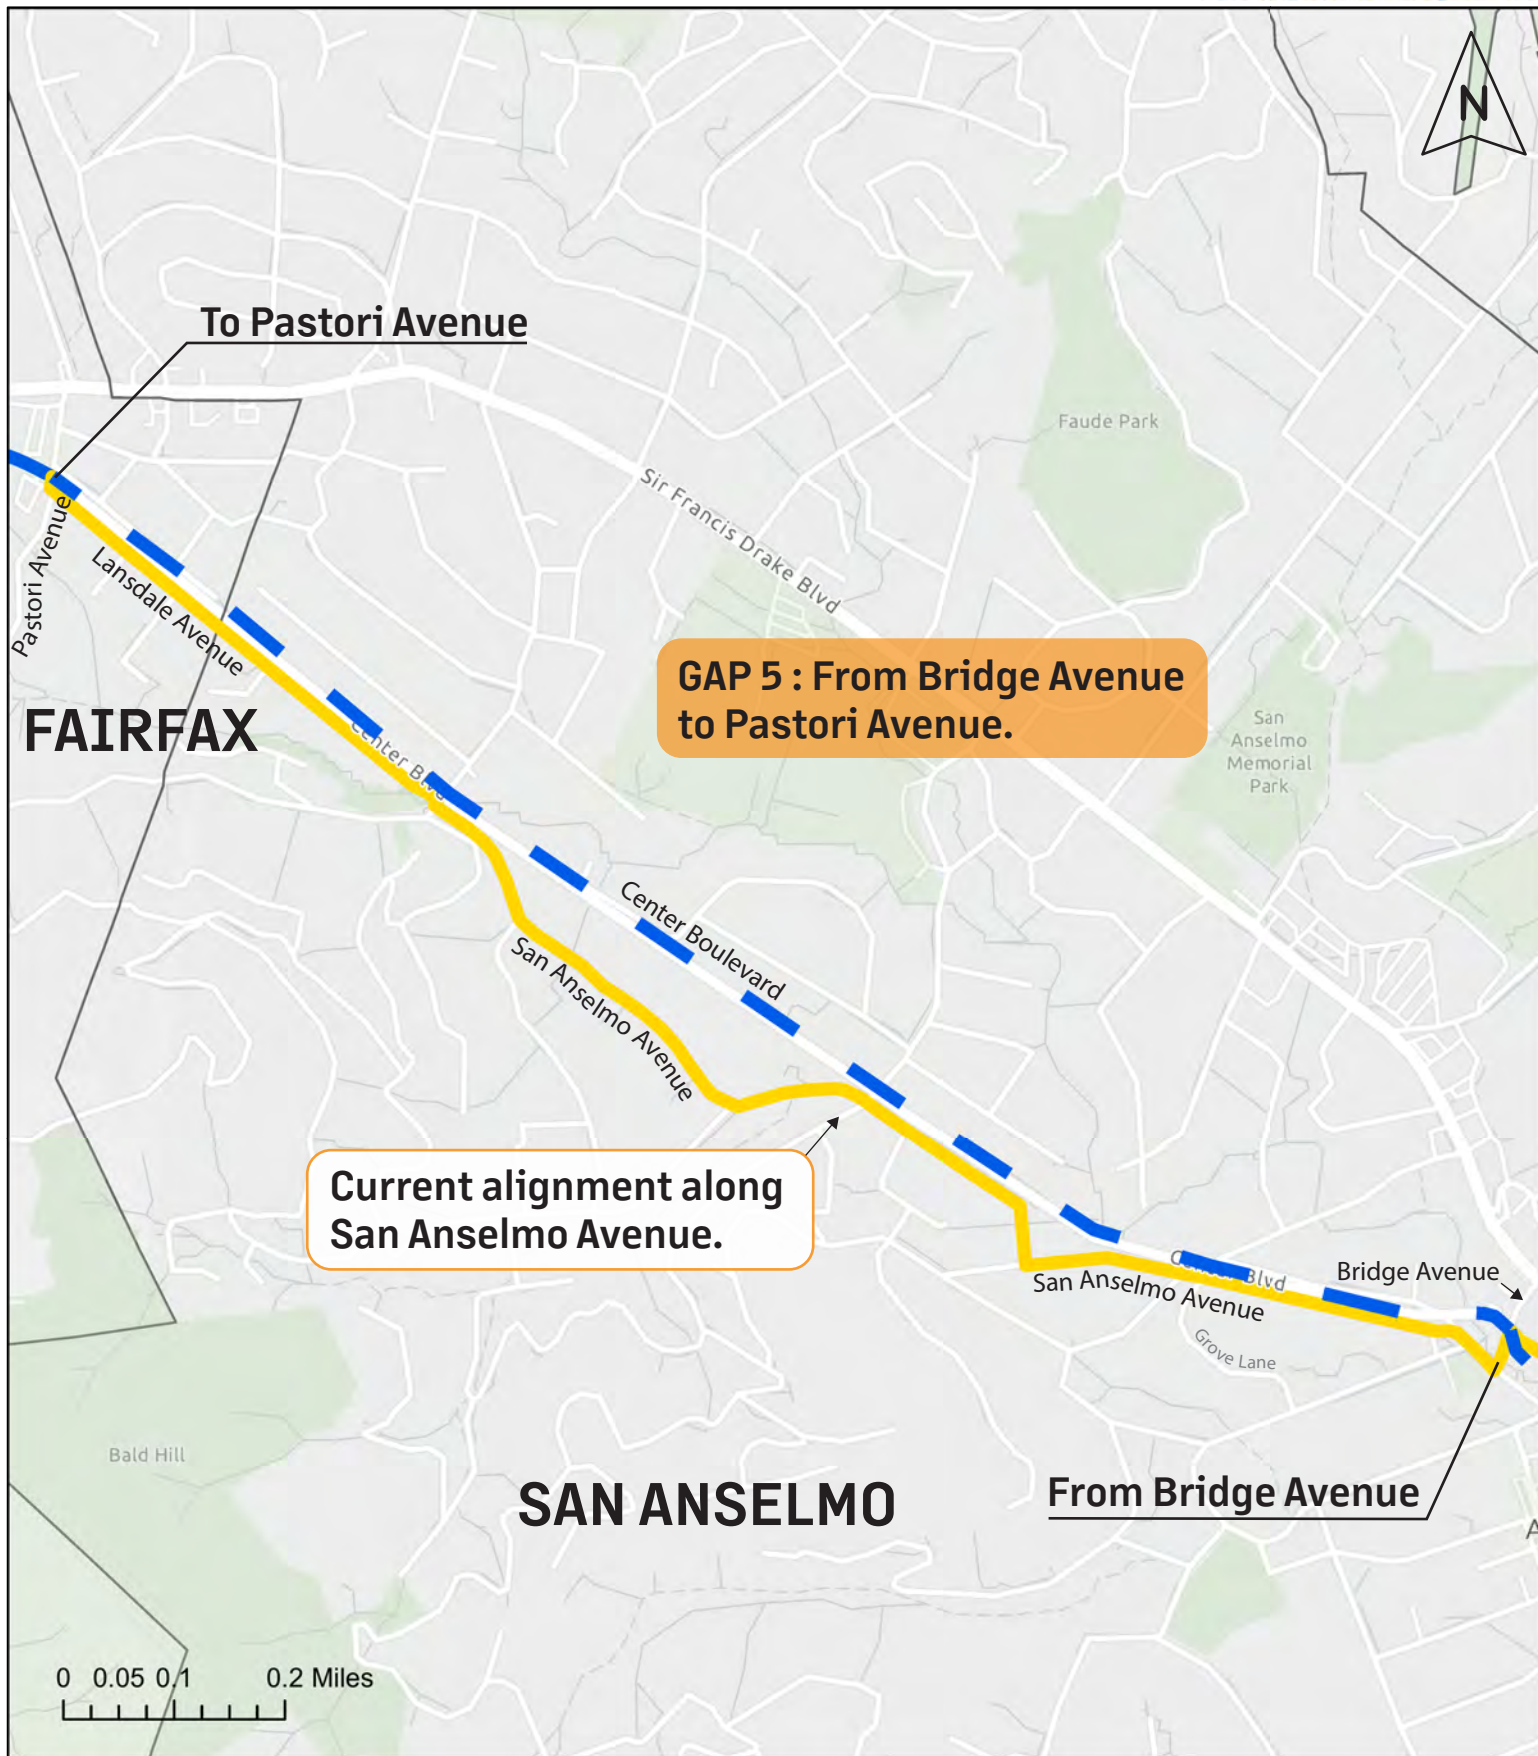 N
To Pastori Avenue
Faude Park
Sir Francis Drake Blvd
Pastori Avenue
Lansdale Avenue
GAP 5 : From Bridge Avenue
to Pastori Avenue.
FAIRFAX
San
Anselmo
Memorial
Park
Center Blvd
Center Boulevard
San Anselmo Avenue
Current alignment along
San Anselmo Avenue.
Center Blvd
Bridge Avenue
San Anselmo Avenue
Grove Lane
Bald Hill
SAN ANSELMO
From Bridge Avenue
A
0 0.05 0.1 0.2 Miles